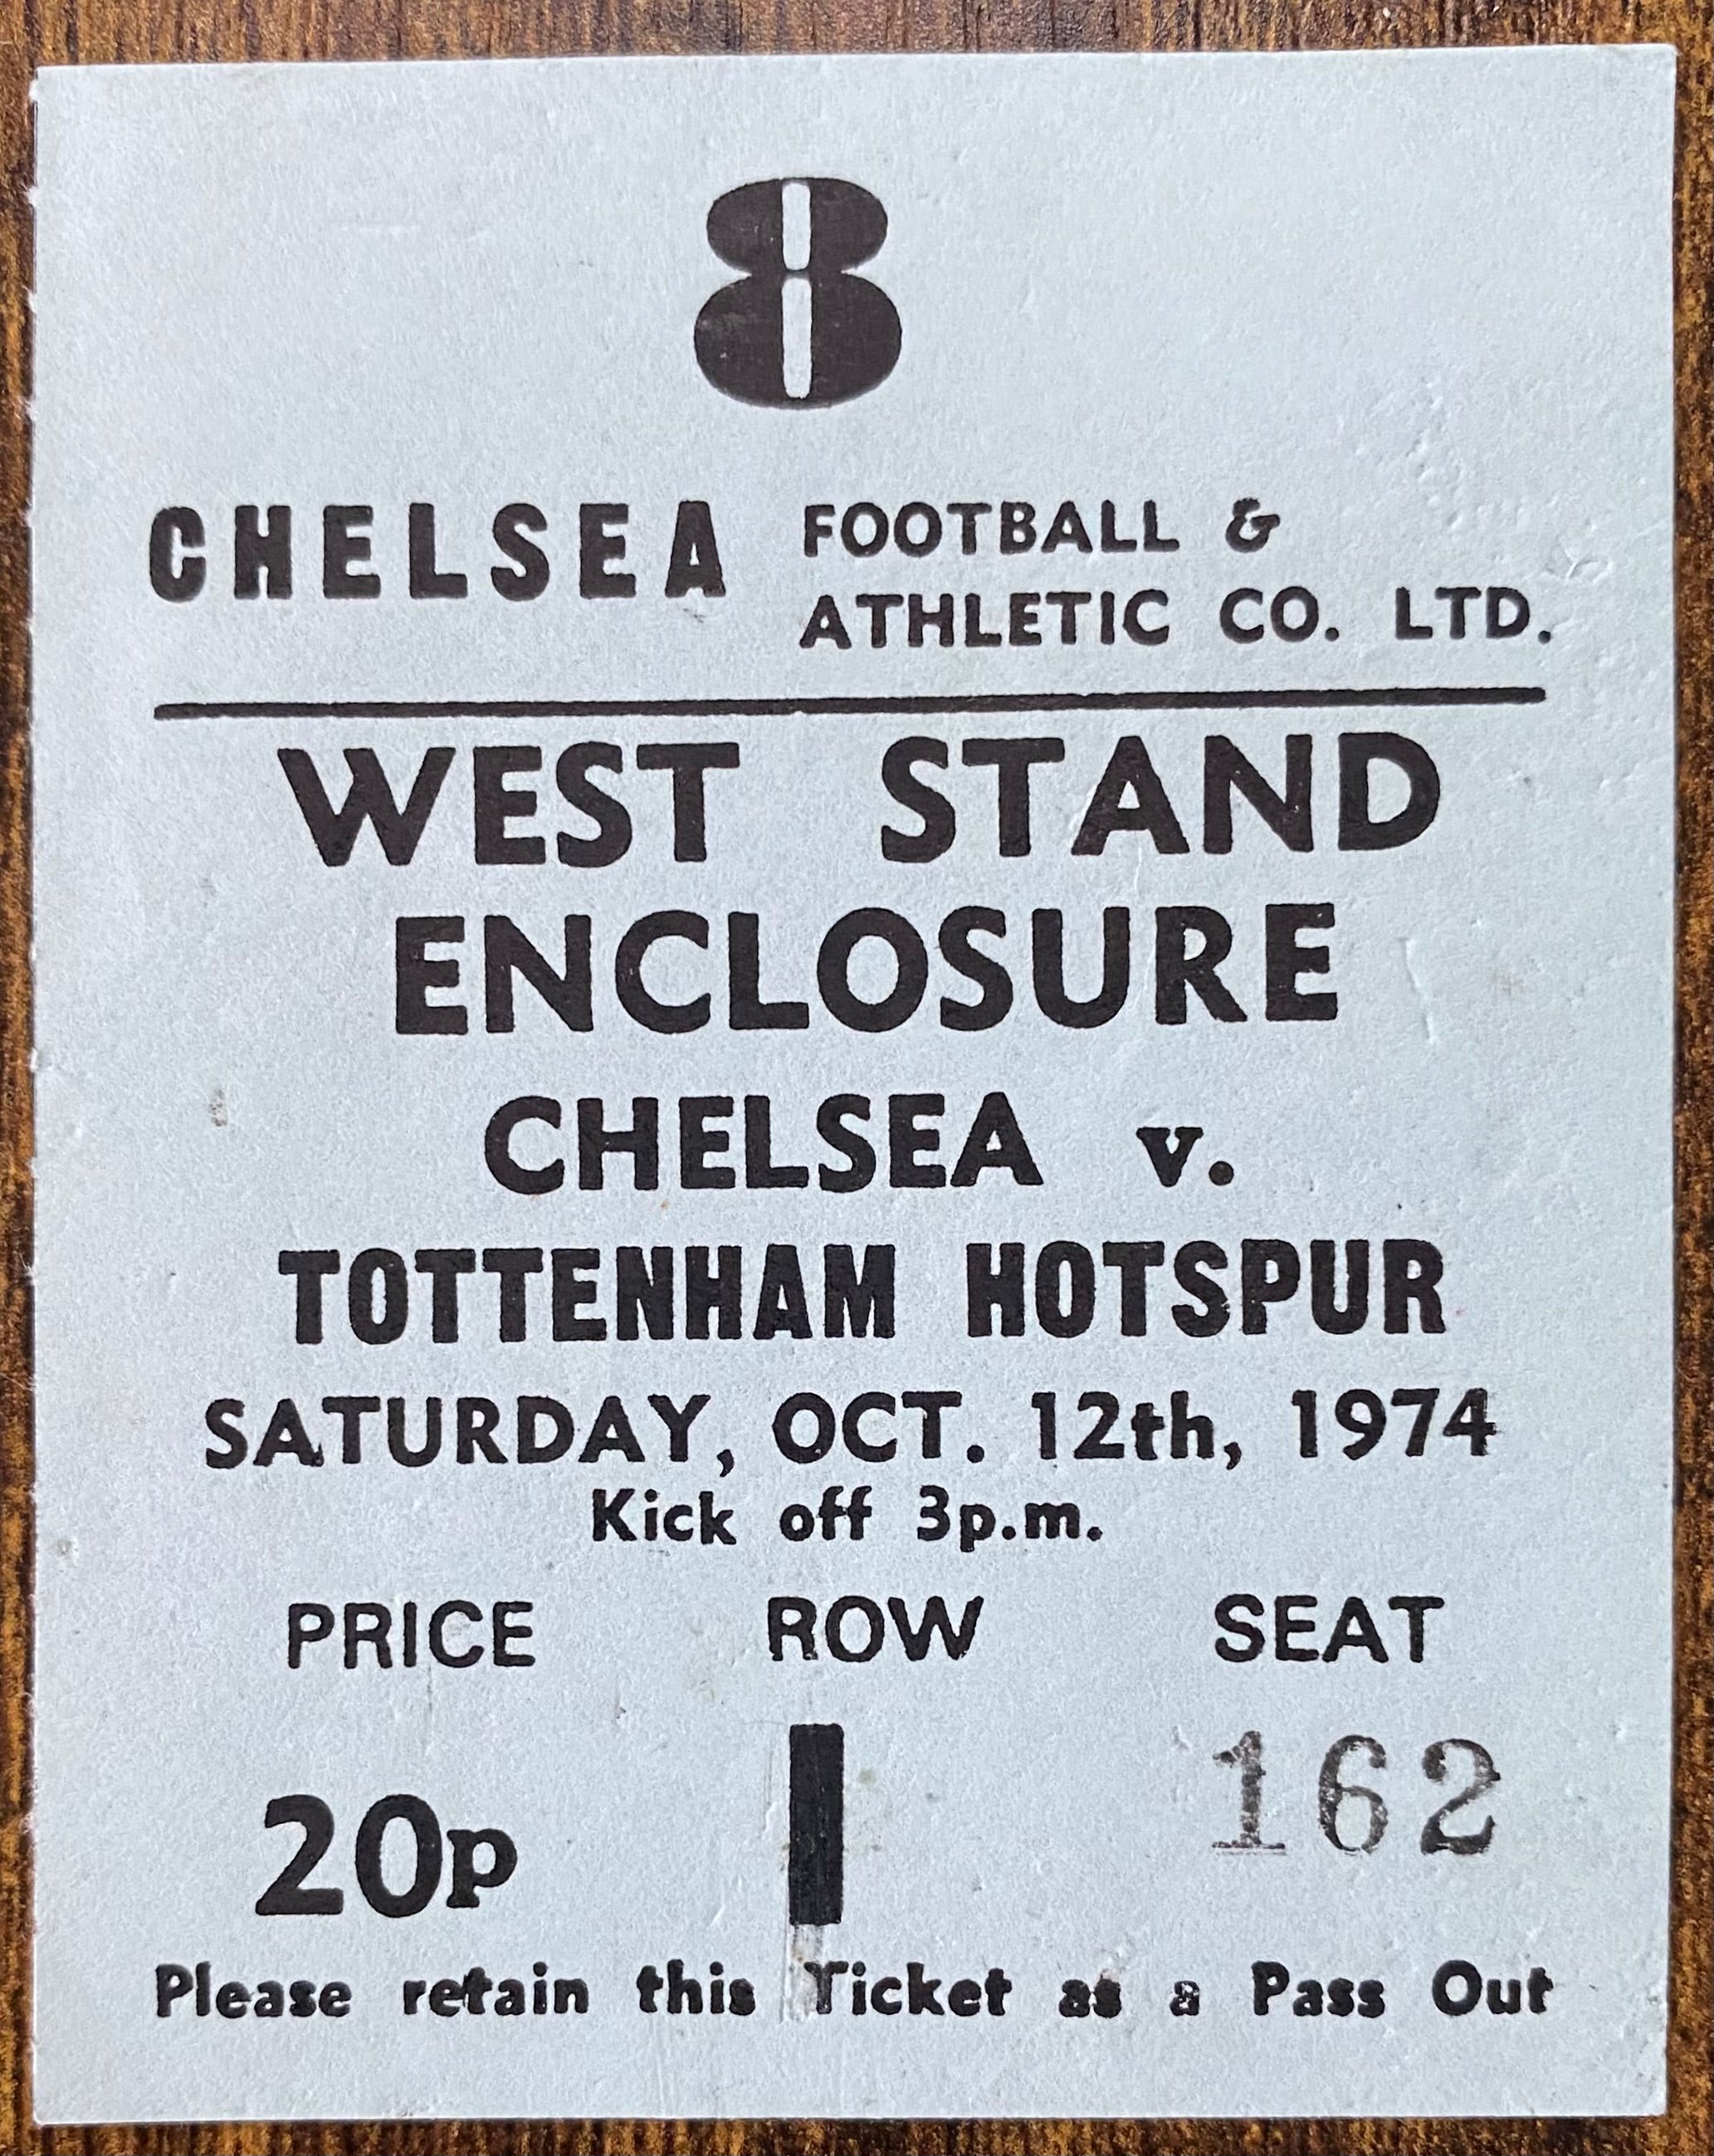 8
CHELSEA FOOTBALL &
ATHLETIC CO. LTD.
WEST STAND
ENCLOSURE
CHELSEA v.
TOTTENHAM HOTSPUR
SATURDAY, OCT. 12th, 1974
Kick off 3p.m.
PRICE ROW SEAT
20p I 162
Please retain this Ticket as a Pass Out